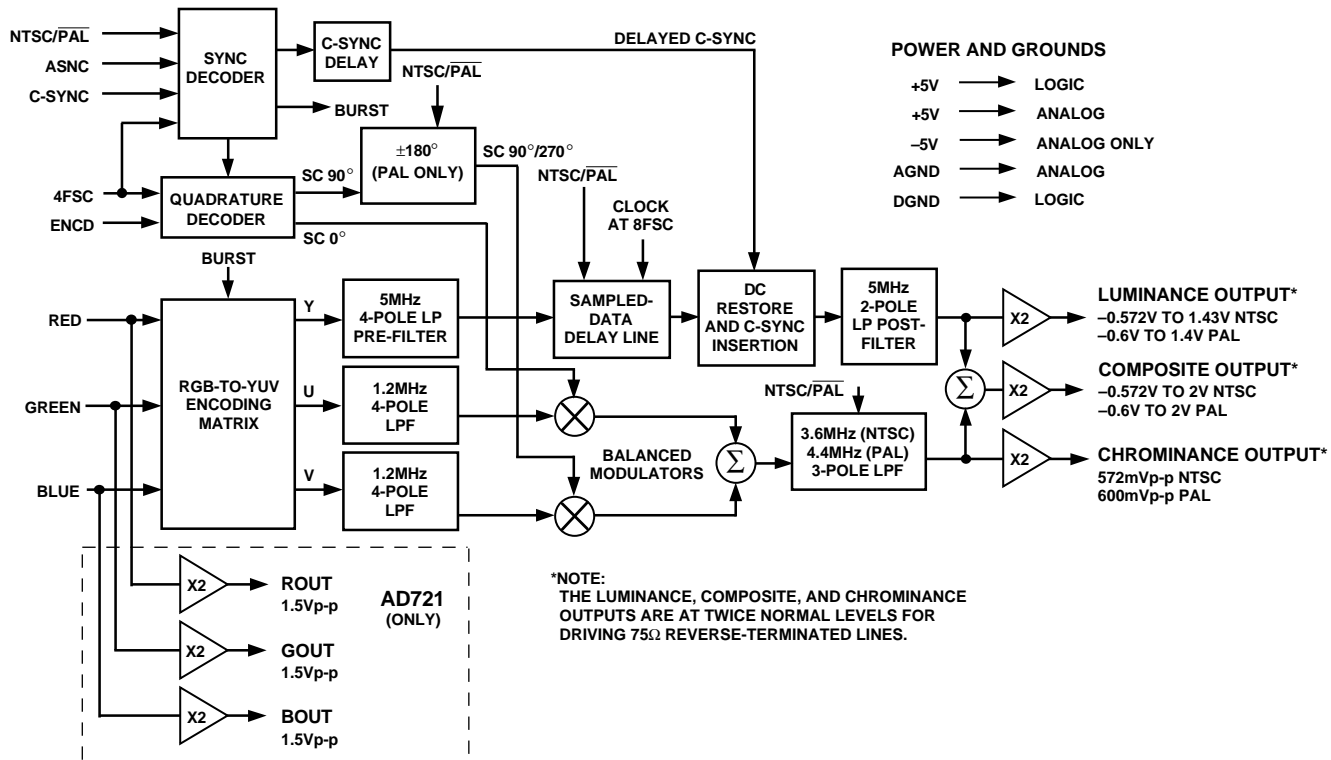 NTSC/PAL
ASNC
C-SYNC
4FSC
ENCD
SYNC
DECODER
C-SYNC
DELAY
DELAYED C-SYNC
NTSC/PAL
BURST
±180°
(PAL ONLY)
SC 90°/270°
SC 90°
QUADRATURE
DECODER
SC 0°
POWER AND GROUNDS
+5V LOGIC
+5V ANALOG
–5V ANALOG ONLY
AGND ANALOG
DGND LOGIC
NTSC/PAL
CLOCK
AT 8FSC
BURST
RED
GREEN
BLUE
RGB-TO-YUV
ENCODING
MATRIX
Y
U
V
5MHz
4-POLE LP
PRE-FILTER
1.2MHz
4-POLE
LPF
1.2MHz
4-POLE
LPF
SAMPLED-
DATA
DELAY LINE
DC
RESTORE
AND C-SYNC
INSERTION
5MHz
2-POLE
LP POST-
FILTER
BALANCED
MODULATORS
Σ
NTSC/PAL
3.6MHz (NTSC)
4.4MHz (PAL)
3-POLE LPF
Σ
X2
X2
X2
LUMINANCE OUTPUT*
–0.572V TO 1.43V NTSC
–0.6V TO 1.4V PAL
COMPOSITE OUTPUT*
–0.572V TO 2V NTSC
–0.6V TO 2V PAL
CHROMINANCE OUTPUT*
572mVp-p NTSC
600mVp-p PAL
X2
ROUT
1.5Vp-p
X2
GOUT
1.5Vp-p
X2
BOUT
1.5Vp-p
AD721
(ONLY)
*NOTE:
THE LUMINANCE, COMPOSITE, AND CHROMINANCE
OUTPUTS ARE AT TWICE NORMAL LEVELS FOR
DRIVING 75Ω REVERSE-TERMINATED LINES.